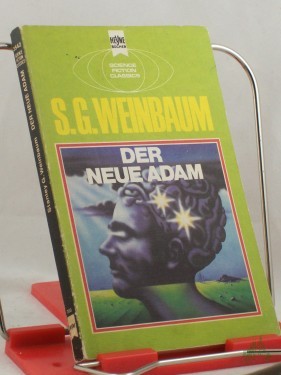 HEYNE
BÜCHER
SCIENCE
FICTION
CLASSICS
S.G. WEINBAUM
DER
NEUE ADAM
Stanley G. Weinbaum DER NEUE ADAM